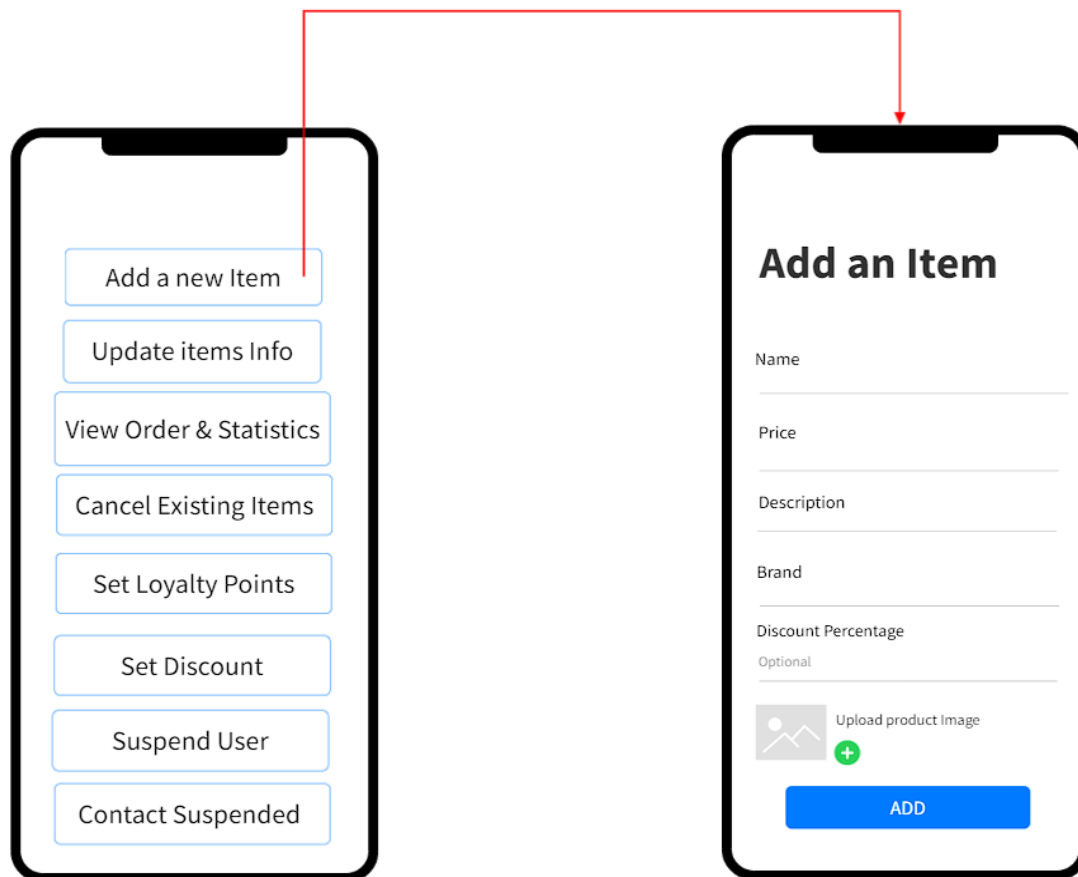 Add a new Item
Update items Info
View Order & Statistics
Cancel Existing Items
Set Loyalty Points
Set Discount
Suspend User
Contact Suspended
Add an Item
Name
Price
Description
Brand
Discount Percentage
Optional
Upload product Image
ADD